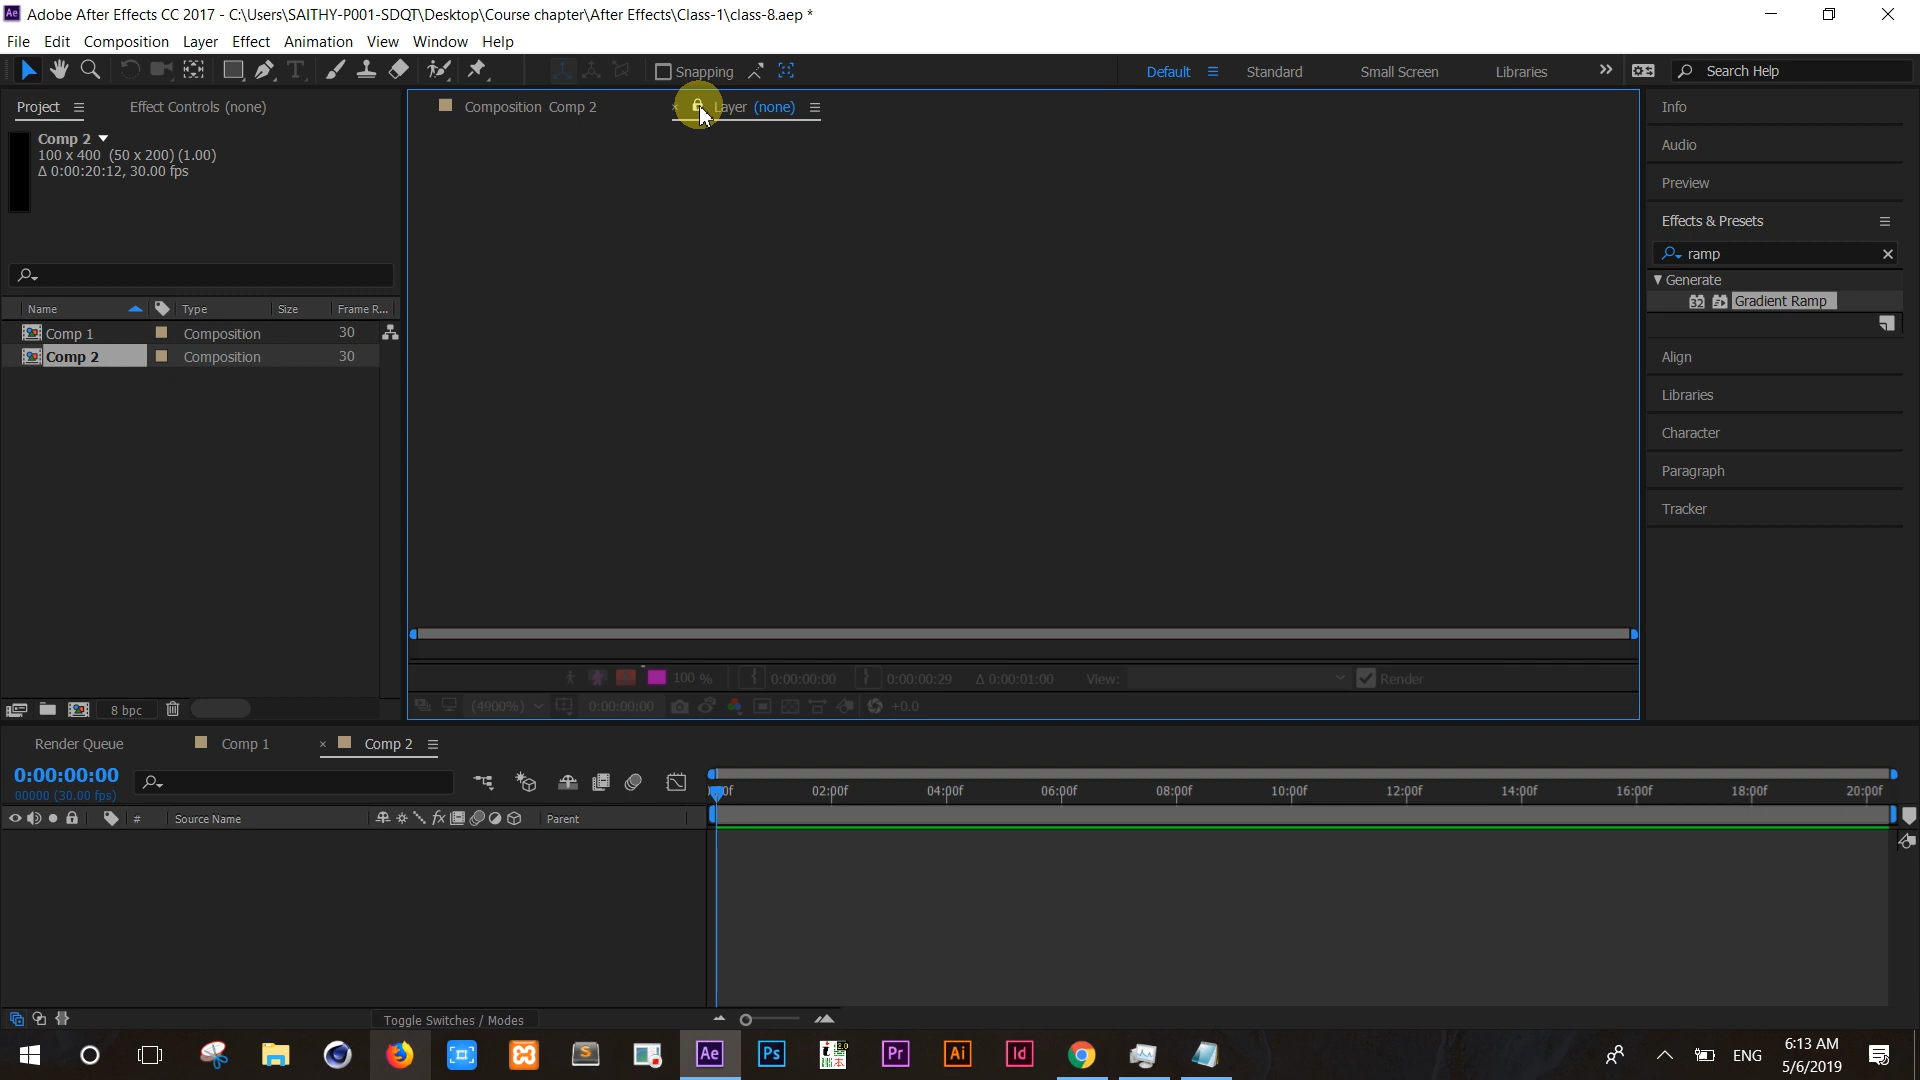 Adobe After Effects CC 2017 - C:\Users\SAITHY-P001-SDQT\Desktop\Course chapter\After Effects\Class-1\class-8.aep *
File Edit Composition Layer Effect Animation View Window Help
Snapping Default Standard Small Screen Libraries Search Help
Project Effect Controls (none) Composition Comp 2 Layer (none) Info
Comp 2
100 x 400 (50 x 200) (1.00)
Δ 0:00:20:12, 30.00 fps
Audio
Preview
Effects & Presets
ramp
Generate
32 Gradient Ramp
Align
Libraries
Character
Paragraph
Tracker
Name Type Size Frame R...
Comp 1 Composition 30
Comp 2 Composition 30
100 % 0:00:00:00 0:00:00:29 Δ 0:00:01:00 View: Render
8 bpc (4900%) 0:00:00:00 +0.0
Render Queue Comp 1 Comp 2
0:00:00:00
00000 (30.00 fps)
02:00f 04:00f 06:00f 08:00f 10:00f 12:00f 14:00f 16:00f 18:00f 20:00f
# Source Name Parent
Toggle Switches / Modes
Ae Ps Pr Ai Id ENG 6:13 AM
5/6/2019